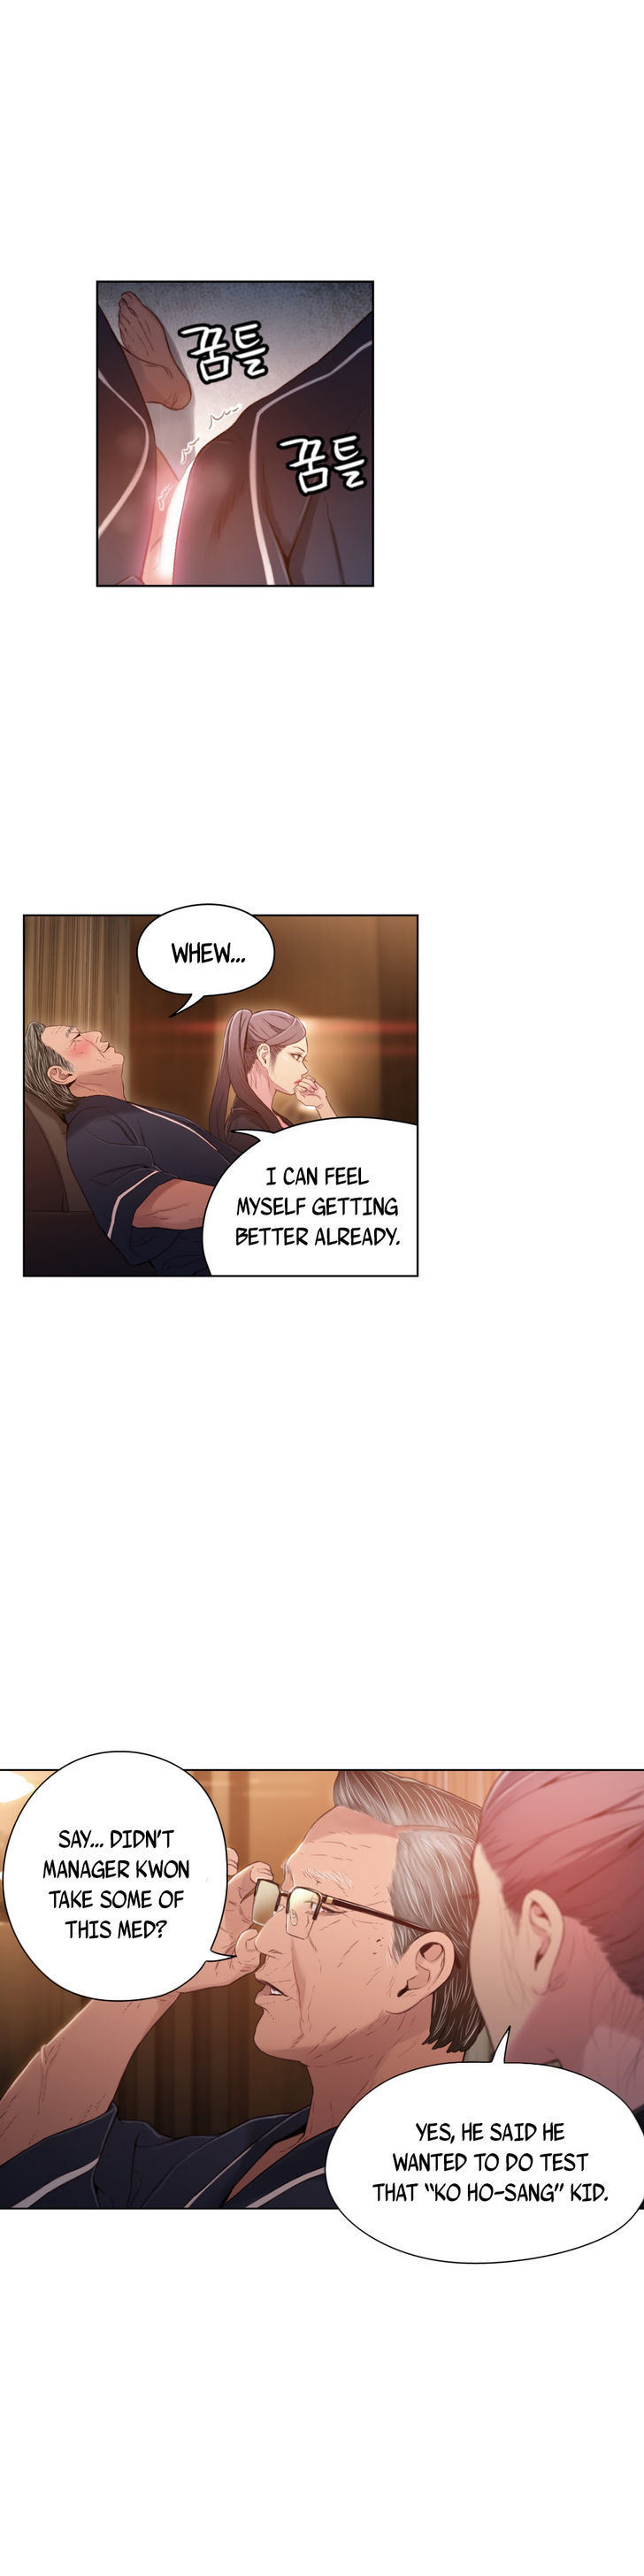 꿈틀
꿈틀
WHEW...
I CAN FEEL
MYSELF GETTING
BETTER ALREADY.
SAY... DIDN'T
MANAGER KWON
TAKE SOME OF
THIS MED?
YES, HE SAID HE
WANTED TO DO TEST
THAT "KO HO-SANG" KID.